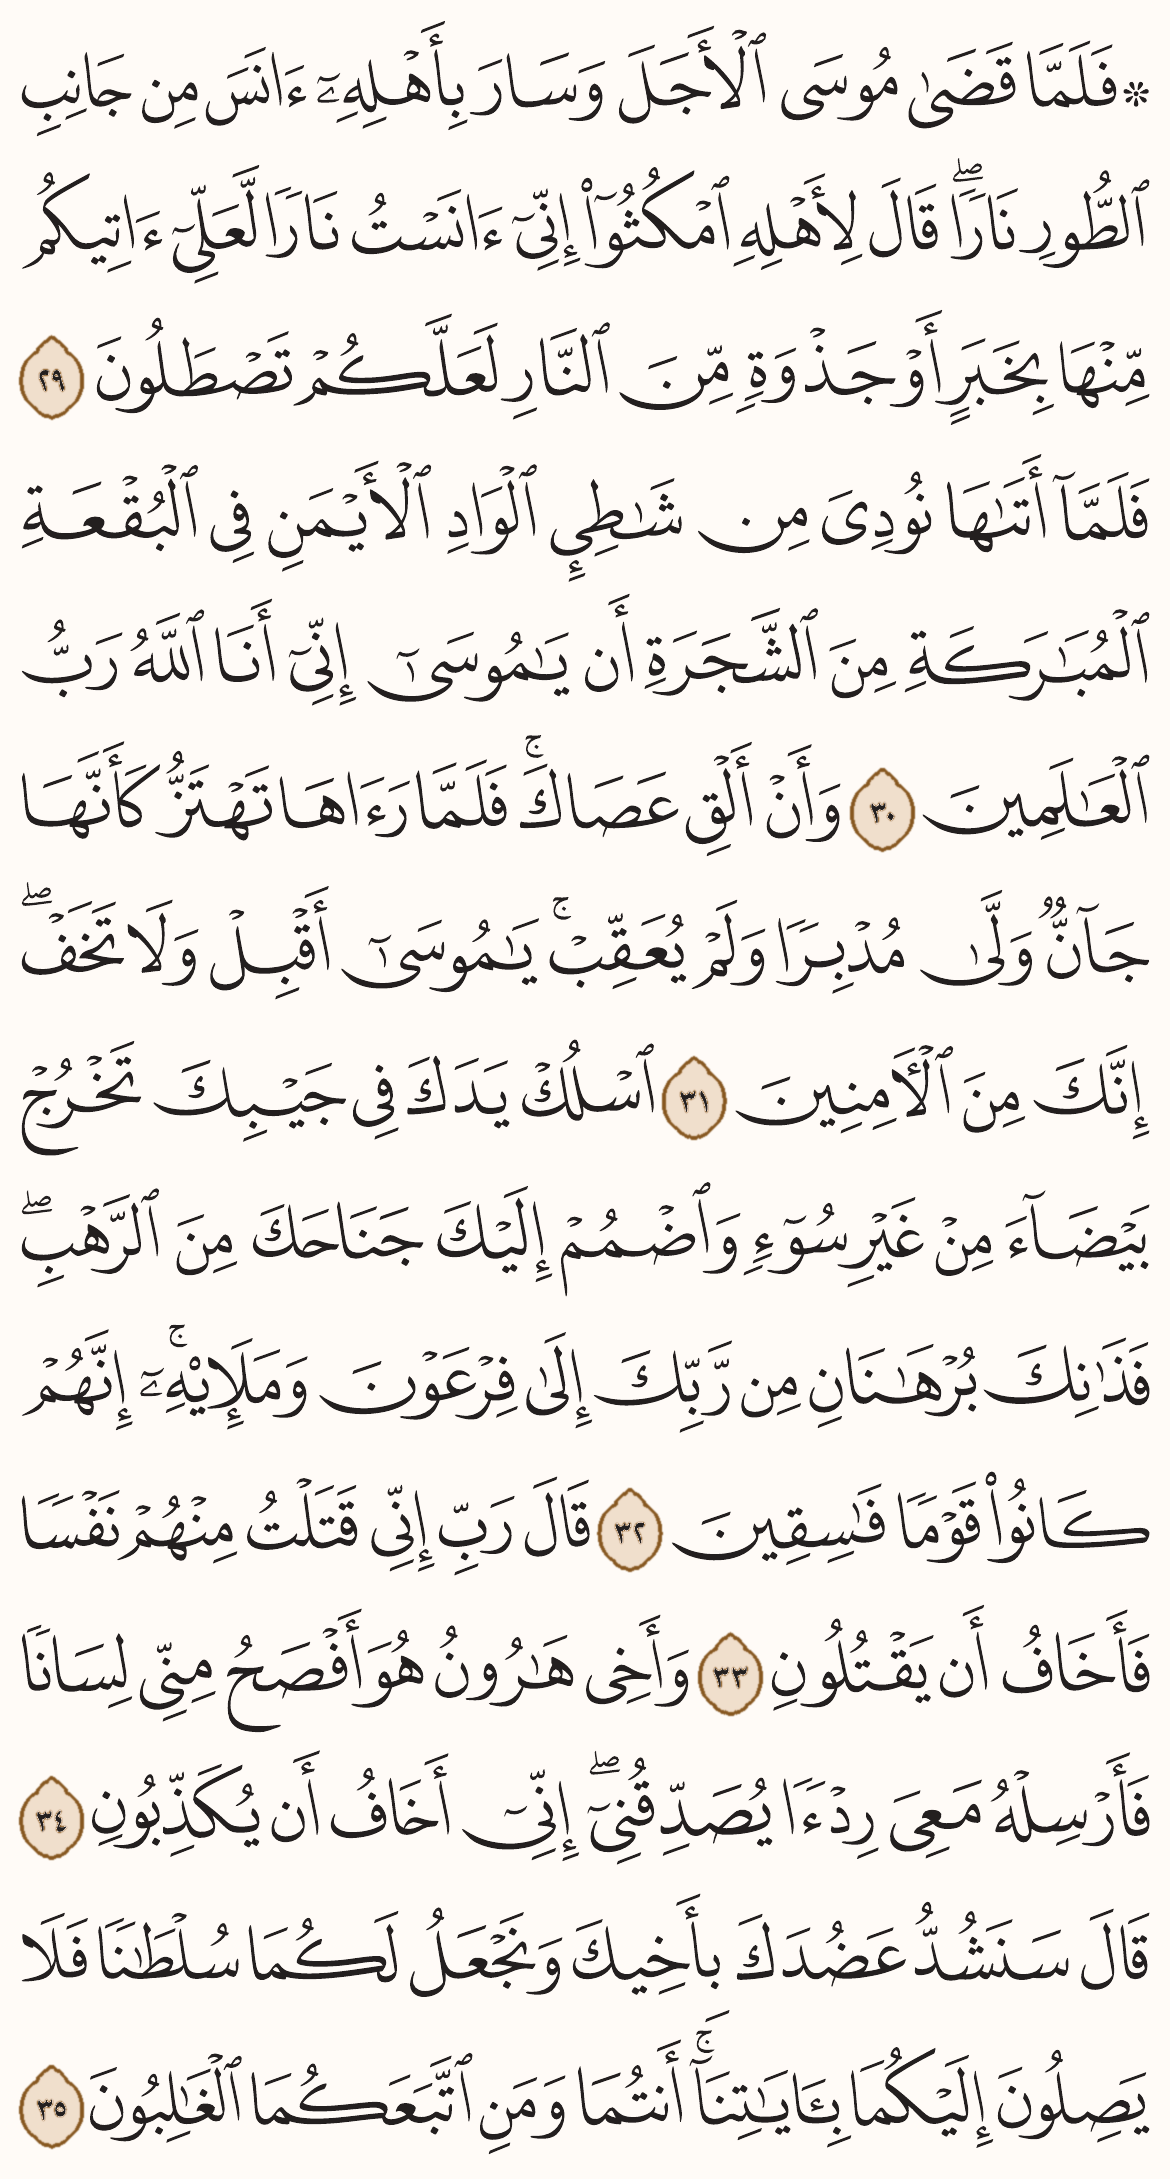 ۞ فَلَمَّا قَضَىٰ مُوسَى ٱلۡأَجَلَ وَسَارَ بِأَهۡلِهِۦٓ ءَانَسَ مِن جَانِبِ
ٱلطُّورِ نَارٗاۖ قَالَ لِأَهۡلِهِ ٱمۡكُثُوٓاْ إِنِّيٓ ءَانَسۡتُ نَارٗا لَّعَلِّيٓ ءَاتِيكُم
مِّنۡهَا بِخَبَرٍ أَوۡ جَذۡوَةٖ مِّنَ ٱلنَّارِ لَعَلَّكُمۡ تَصۡطَلُونَ ٢٩
فَلَمَّآ أَتَىٰهَا نُودِيَ مِن شَٰطِيِٕ ٱلۡوَادِ ٱلۡأَيۡمَنِ فِي ٱلۡبُقۡعَةِ
ٱلۡمُبَٰرَكَةِ مِنَ ٱلشَّجَرَةِ أَن يَٰمُوسَىٰٓ إِنِّيٓ أَنَا ٱللَّهُ رَبُّ
ٱلۡعَٰلَمِينَ ٣٠ وَأَنۡ أَلۡقِ عَصَاكَۚ فَلَمَّا رَءَاهَا تَهۡتَزُّ كَأَنَّهَا
جَآنّٞ وَلَّىٰ مُدۡبِرٗا وَلَمۡ يُعَقِّبۡۚ يَٰمُوسَىٰٓ أَقۡبِلۡ وَلَا تَخَفۡۖ
إِنَّكَ مِنَ ٱلۡأٓمِنِينَ ٣١ ٱسۡلُكۡ يَدَكَ فِي جَيۡبِكَ تَخۡرُجۡ
بَيۡضَآءَ مِنۡ غَيۡرِ سُوٓءٖ وَٱضۡمُمۡ إِلَيۡكَ جَنَاحَكَ مِنَ ٱلرَّهۡبِۖ
فَذَٰنِكَ بُرۡهَٰنَانِ مِن رَّبِّكَ إِلَىٰ فِرۡعَوۡنَ وَمَلَإِيْهِۦٓۚ إِنَّهُمۡ
كَانُواْ قَوۡمٗا فَٰسِقِينَ ٣٢ قَالَ رَبِّ إِنِّي قَتَلۡتُ مِنۡهُمۡ نَفۡسٗا
فَأَخَافُ أَن يَقۡتُلُونِ ٣٣ وَأَخِي هَٰرُونُ هُوَ أَفۡصَحُ مِنِّي لِسَانٗا
فَأَرۡسِلۡهُ مَعِيَ رِدۡءٗا يُصَدِّقُنِيٓۖ إِنِّيٓ أَخَافُ أَن يُكَذِّبُونِ ٣٤
قَالَ سَنَشُدُّ عَضُدَكَ بِأَخِيكَ وَنَجۡعَلُ لَكُمَا سُلۡطَٰنٗا فَلَا
يَصِلُونَ إِلَيۡكُمَا بِـَٔايَٰتِنَآۚ أَنتُمَا وَمَنِ ٱتَّبَعَكُمَا ٱلۡغَٰلِبُونَ ٣٥